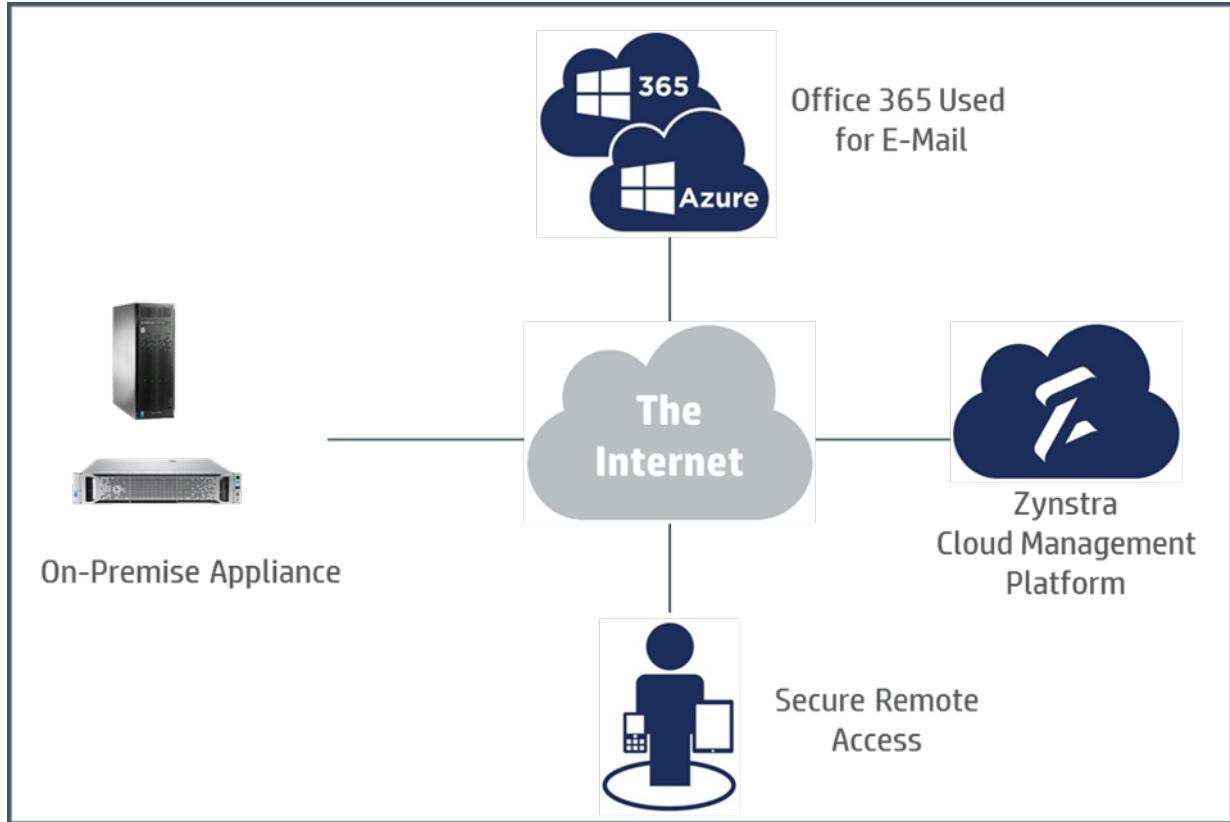 365
Azure
Office 365 Used
for E-Mail
The
Internet
On-Premise Appliance
Zynstra
Cloud Management
Platform
Secure Remote
Access